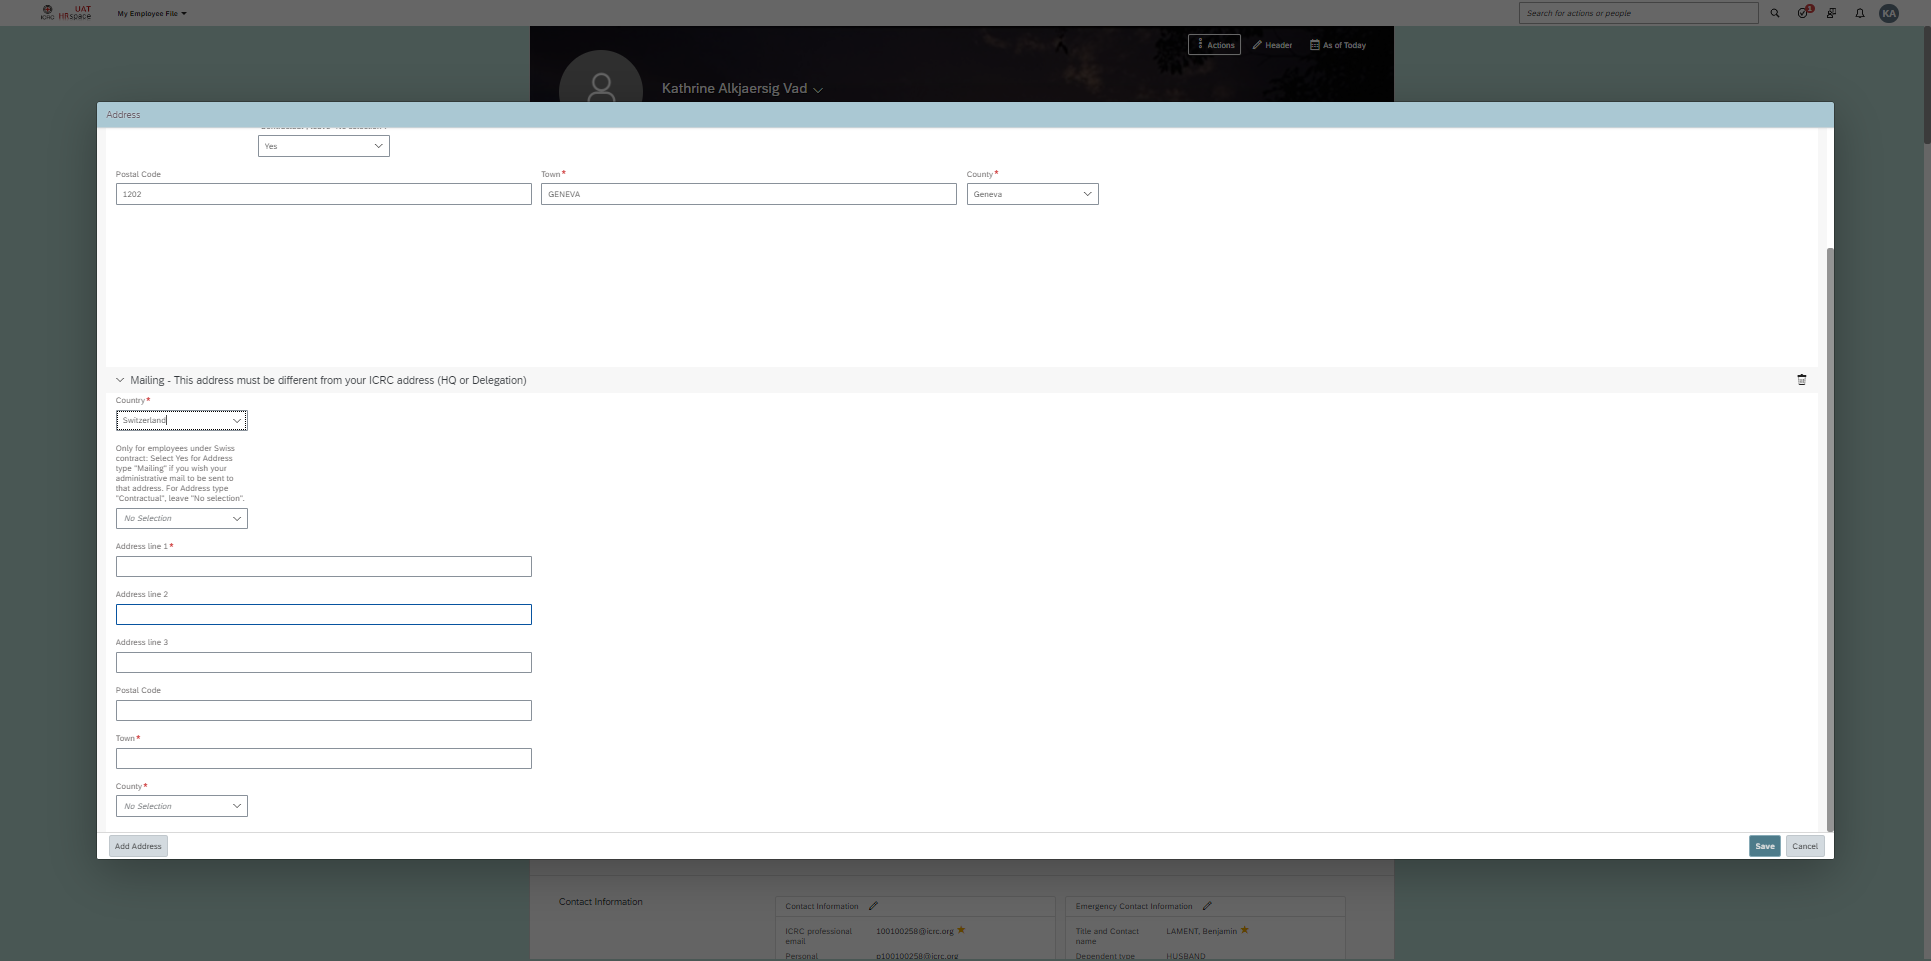 ICRC
UAT
HRspace
My Employee File
Search for actions or people
1
KA
Actions
Header
As of Today
Kathrine Alkjaersig Vad
Address
"Contractual", leave "No selection".
Yes
Postal Code
Town*
County*
1202
GENEVA
Geneva
Mailing - This address must be different from your ICRC address (HQ or Delegation)
Country*
Switzerland
Only for employees under Swiss
contract: Select Yes for Address
type "Mailing" if you wish your
administrative mail to be sent to
that address. For Address type
"Contractual", leave "No selection".
No Selection
Address line 1*
Address line 2
Address line 3
Postal Code
Town*
County*
No Selection
Add Address
Save
Cancel
Contact Information
Contact Information
Emergency Contact Information
ICRC professional
email
100100258@icrc.org
Title and Contact
name
LAMENT, Benjamin
Personal
p100100258@icrc.org
Dependent type
HUSBAND